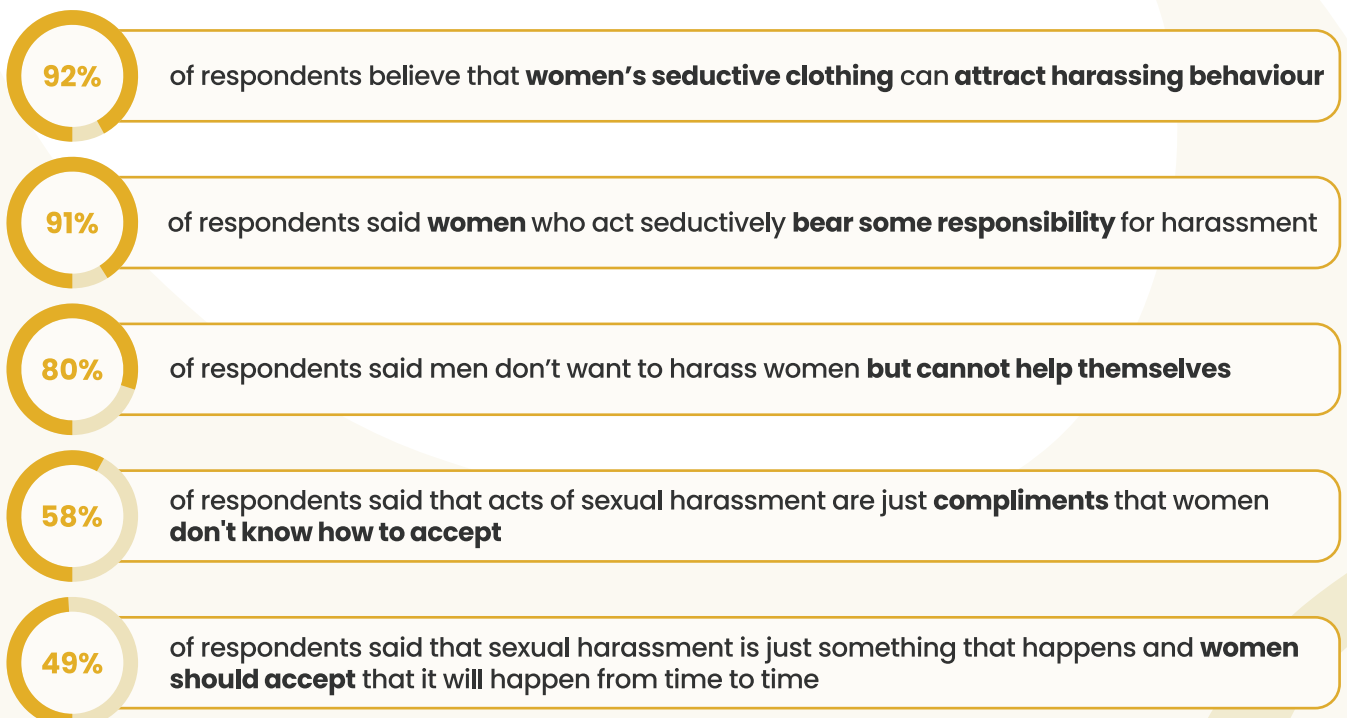 92%
of respondents believe that women’s seductive clothing can attract harassing behaviour
91%
of respondents said women who act seductively bear some responsibility for harassment
80%
of respondents said men don’t want to harass women but cannot help themselves
58%
of respondents said that acts of sexual harassment are just compliments that women
don't know how to accept
49%
of respondents said that sexual harassment is just something that happens and women
should accept that it will happen from time to time